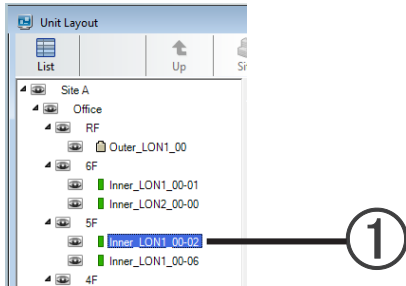 Unit Layout
List
Up
Site A
Office
RF
Outer_LON1_00
6F
Inner_LON1_00-01
Inner_LON2_00-00
5F
Inner_LON1_00-02
1
Inner_LON1_00-06
4F